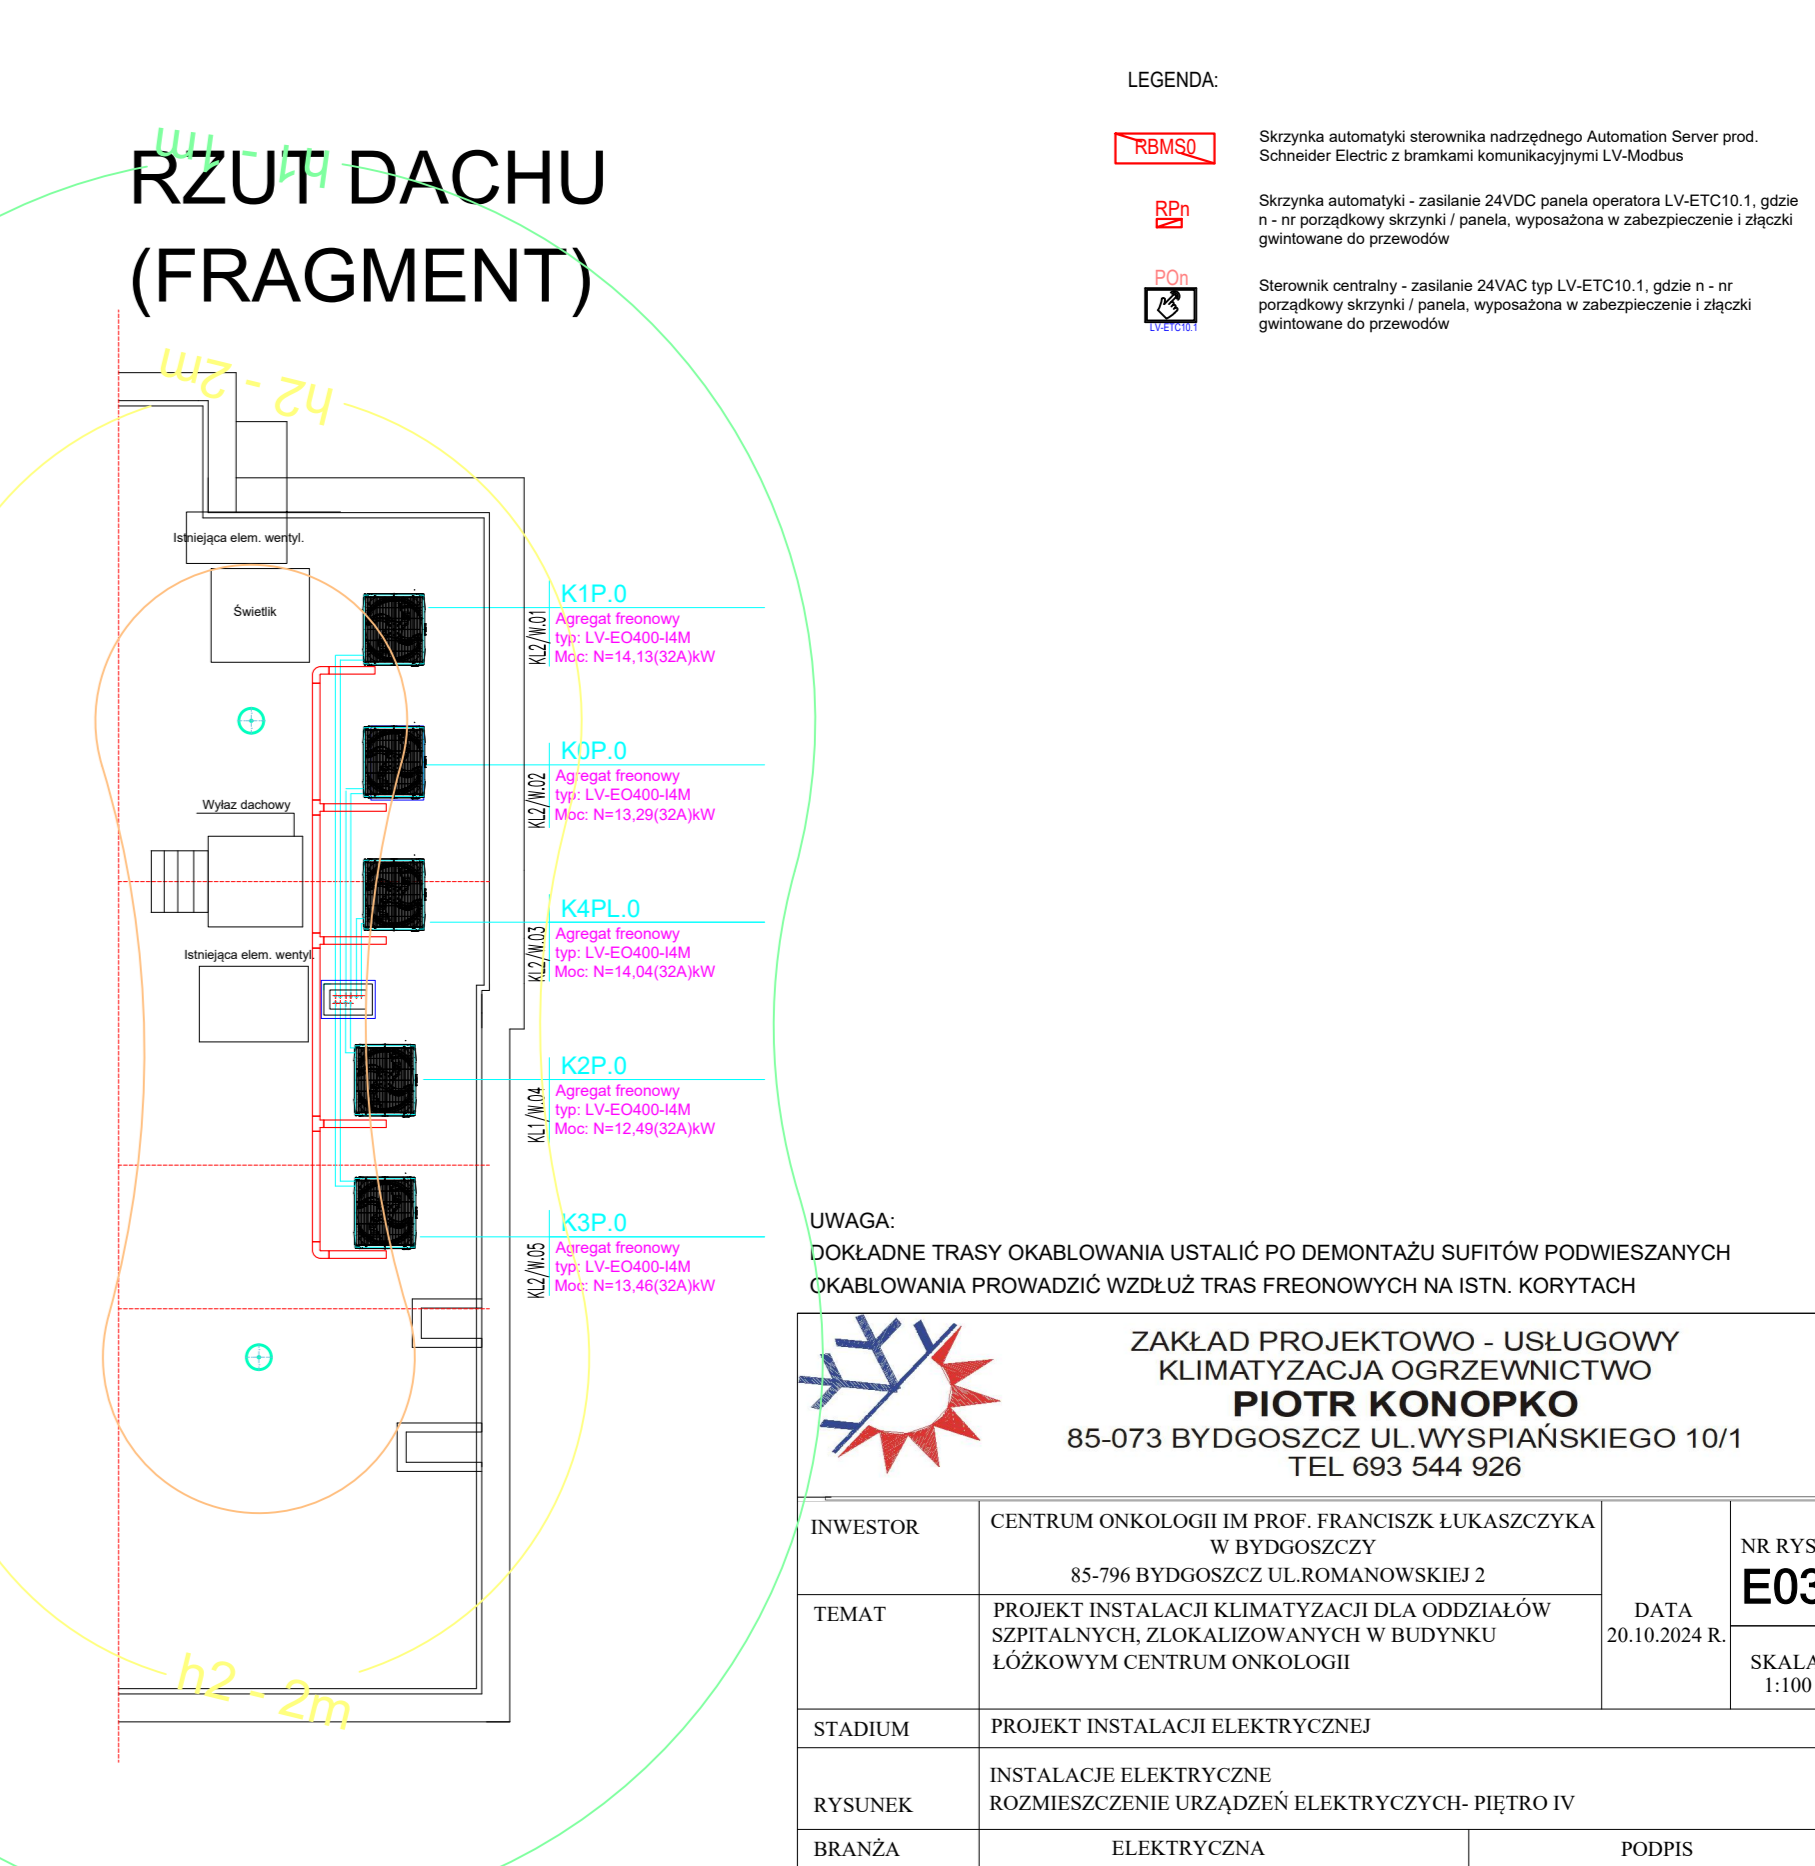 LEGENDA:
RBMS0
Skrzynka automatyki sterownika nadrzędnego Automation Server prod.
Schneider Electric z bramkami komunikacyjnymi LV-Modbus
RPn
Skrzynka automatyki - zasilanie 24VDC panela operatora LV-ETC10.1, gdzie
n - nr porządkowy skrzynki / panela, wyposażona w zabezpieczenie i złączki
gwintowane do przewodów
POn
LV-ETC10.1
Sterownik centralny - zasilanie 24VAC typ LV-ETC10.1, gdzie n - nr
porządkowy skrzynki / panela, wyposażona w zabezpieczenie i złączki
gwintowane do przewodów
h1 - 1m
RZUT DACHU
(FRAGMENT)
h2 - 2m
Istniejąca elem. wentyl.
Świetlik
Wyłaz dachowy
Istniejąca elem. wentyl.
KL2/W.01
K1P.0
Agregat freonowy
typ: LV-EO400-I4M
Moc: N=14,13(32A)kW
KL2/W.02
K0P.0
Agregat freonowy
typ: LV-EO400-I4M
Moc: N=13,29(32A)kW
KL2/W.03
K4PL.0
Agregat freonowy
typ: LV-EO400-I4M
Moc: N=14,04(32A)kW
KL1/W.04
K2P.0
Agregat freonowy
typ: LV-EO400-I4M
Moc: N=12,49(32A)kW
KL2/W.05
K3P.0
Agregat freonowy
typ: LV-EO400-I4M
Moc: N=13,46(32A)kW
h2 - 2m
UWAGA:
DOKŁADNE TRASY OKABLOWANIA USTALIĆ PO DEMONTAŻU SUFITÓW PODWIESZANYCH
OKABLOWANIA PROWADZIĆ WZDŁUŻ TRAS FREONOWYCH NA ISTN. KORYTACH
ZAKŁAD PROJEKTOWO - USŁUGOWY
KLIMATYZACJA OGRZEWNICTWO
PIOTR KONOPKO
85-073 BYDGOSZCZ UL.WYSPIAŃSKIEGO 10/1
TEL 693 544 926
INWESTOR
CENTRUM ONKOLOGII IM PROF. FRANCISZK ŁUKASZCZYKA
W BYDGOSZCZY
85-796 BYDGOSZCZ UL.ROMANOWSKIEJ 2
NR RYS
E03
TEMAT
PROJEKT INSTALACJI KLIMATYZACJI DLA ODDZIAŁÓW
SZPITALNYCH, ZLOKALIZOWANYCH W BUDYNKU
ŁÓŻKOWYM CENTRUM ONKOLOGII
DATA
20.10.2024 R.
SKALA
1:100
STADIUM
PROJEKT INSTALACJI ELEKTRYCZNEJ
RYSUNEK
INSTALACJE ELEKTRYCZNE
ROZMIESZCZENIE URZĄDZEŃ ELEKTRYCZYCH- PIĘTRO IV
BRANŻA
ELEKTRYCZNA
PODPIS